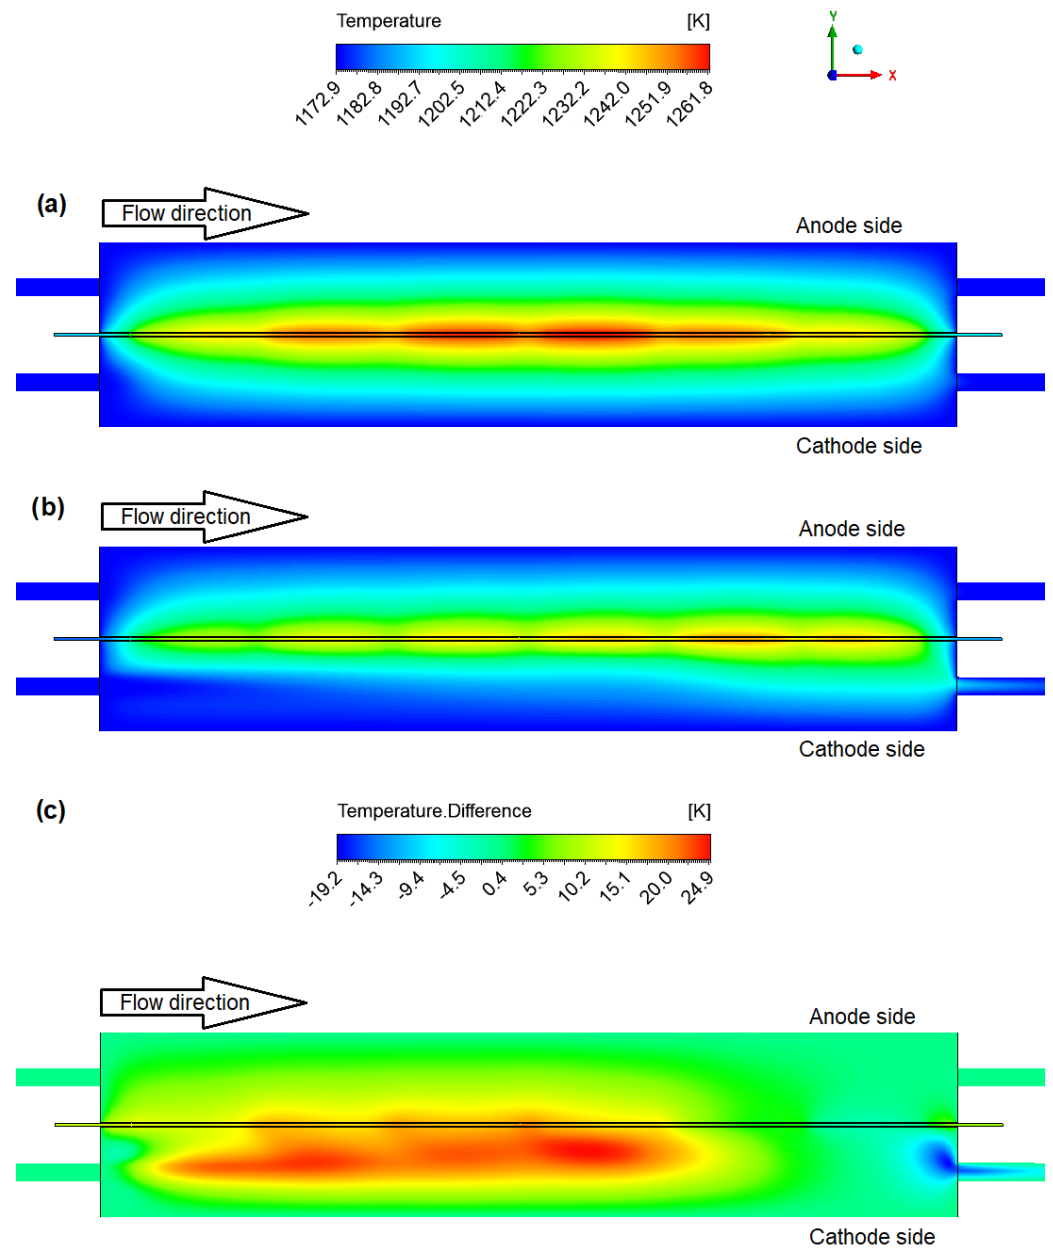 Temperature [K]
1172.9 1182.8 1192.7 1202.5 1212.4 1222.3 1232.2 1242.0 1251.9 1261.8
Y
X
(a)
Flow direction
Anode side
Cathode side
(b)
Flow direction
Anode side
Cathode side
(c)
Temperature.Difference [K]
-19.2 -14.3 -9.4 -4.5 0.4 5.3 10.2 15.1 20.0 24.9
Flow direction
Anode side
Cathode side